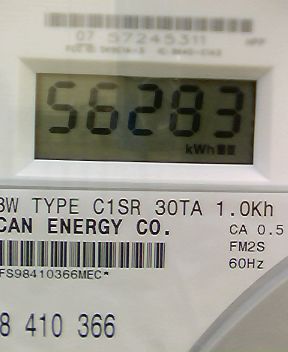 07 57245311
56283
kWh
3W TYPE C1SR 30TA 1.0Kh
CAN ENERGY CO.
CA 0.5
FM2S
60Hz
FS98410366MEC*
8 410 366